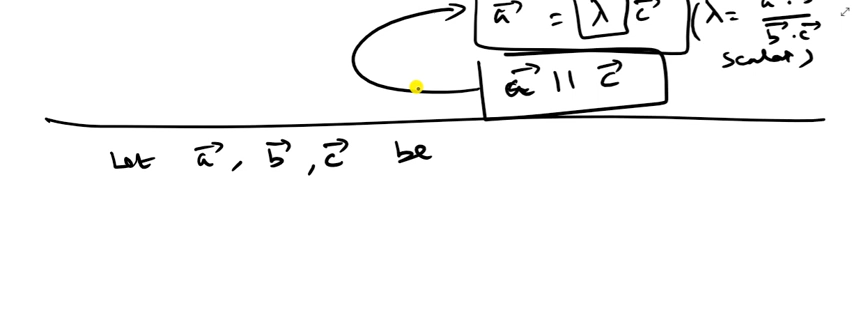 a⃗ = λ c⃗ (λ =
b⃗ · c⃗
scalar)
a⃗ || c⃗
Let a⃗, b⃗, c⃗ be